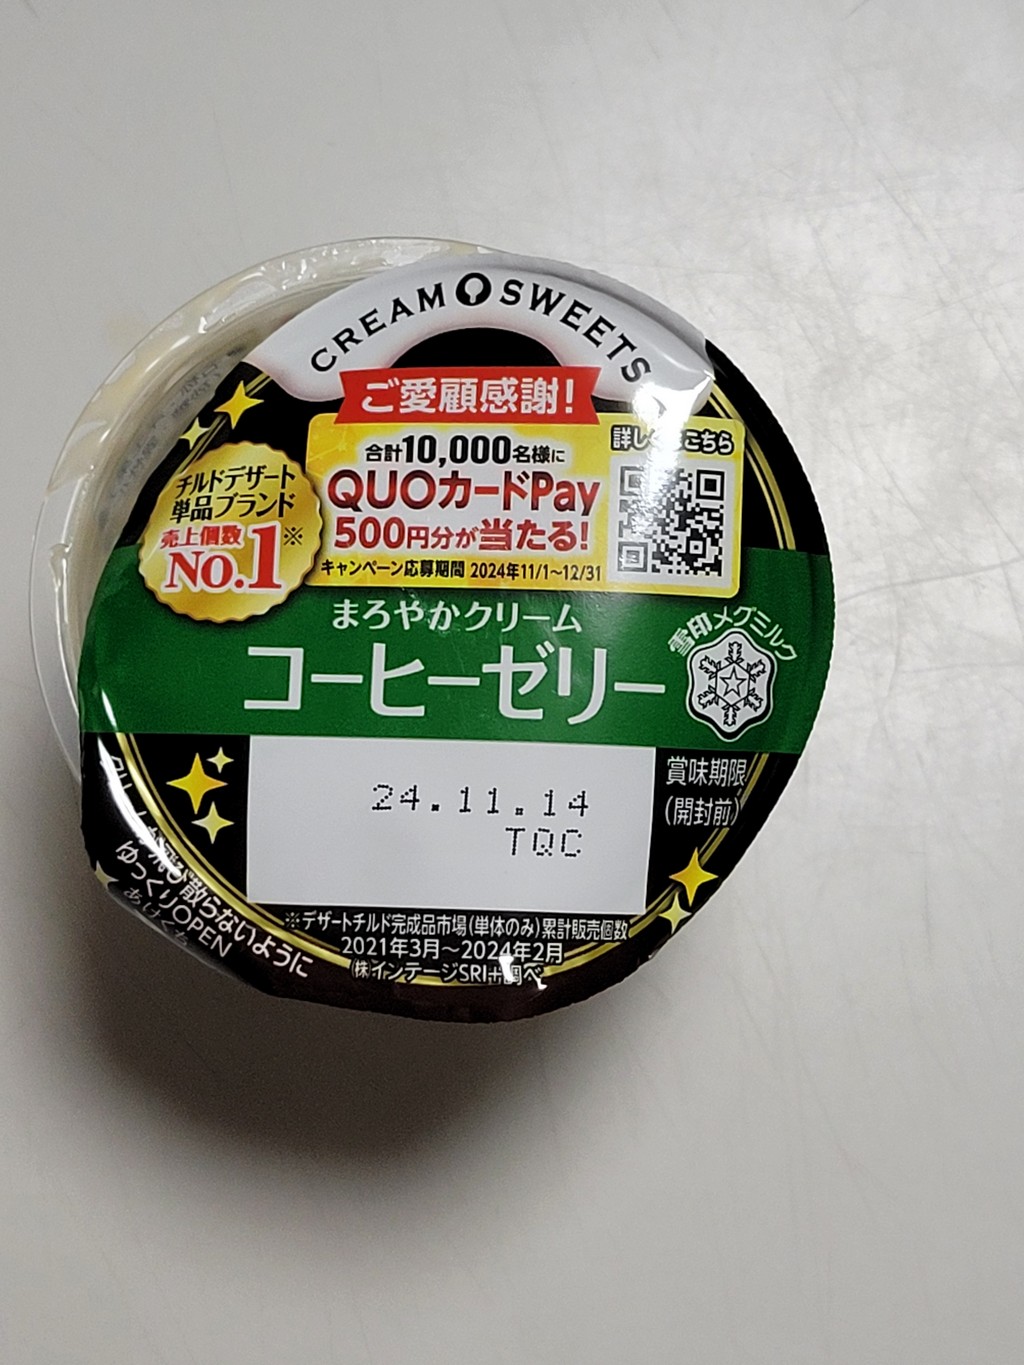 CREAM SWEETS
ご愛顧感謝!
合計10,000名様に
QUOカードPay
500円分が当たる!
キャンペーン応募期間 2024年11/1~12/31
詳しくはこちら
チルドデザート
単品ブランド
売上個数※
No.1
まろやかクリーム
コーヒーゼリー
雪印メグミルク
賞味期限
(開封前)
24.11.14
TQC
※デザートチルド完成品市場(単体のみ)累計販売個数
2021年3月~2024年2月
㈱インテージSRI+調べ
散らないように
ゆっくりOPEN